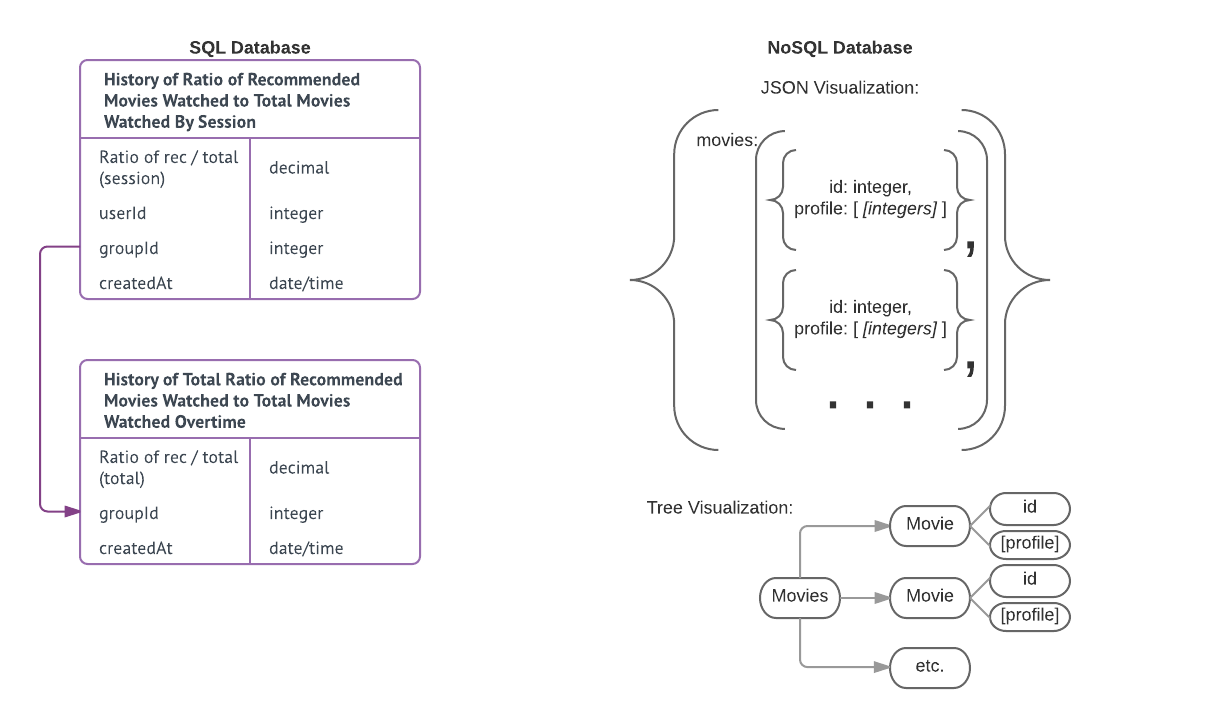 SQL Database
History of Ratio of Recommended
Movies Watched to Total Movies
Watched By Session
Ratio of rec / total
(session)
decimal
userId
integer
groupId
integer
createdAt
date/time
History of Total Ratio of Recommended
Movies Watched to Total Movies
Watched Overtime
Ratio of rec / total
(total)
decimal
groupId
integer
createdAt
date/time
NoSQL Database
JSON Visualization:
movies:
id: integer,
profile: [ [integers] ]
,
id: integer,
profile: [ [integers] ]
,
. . .
Tree Visualization:
Movies
Movie
id
[profile]
Movie
id
[profile]
etc.